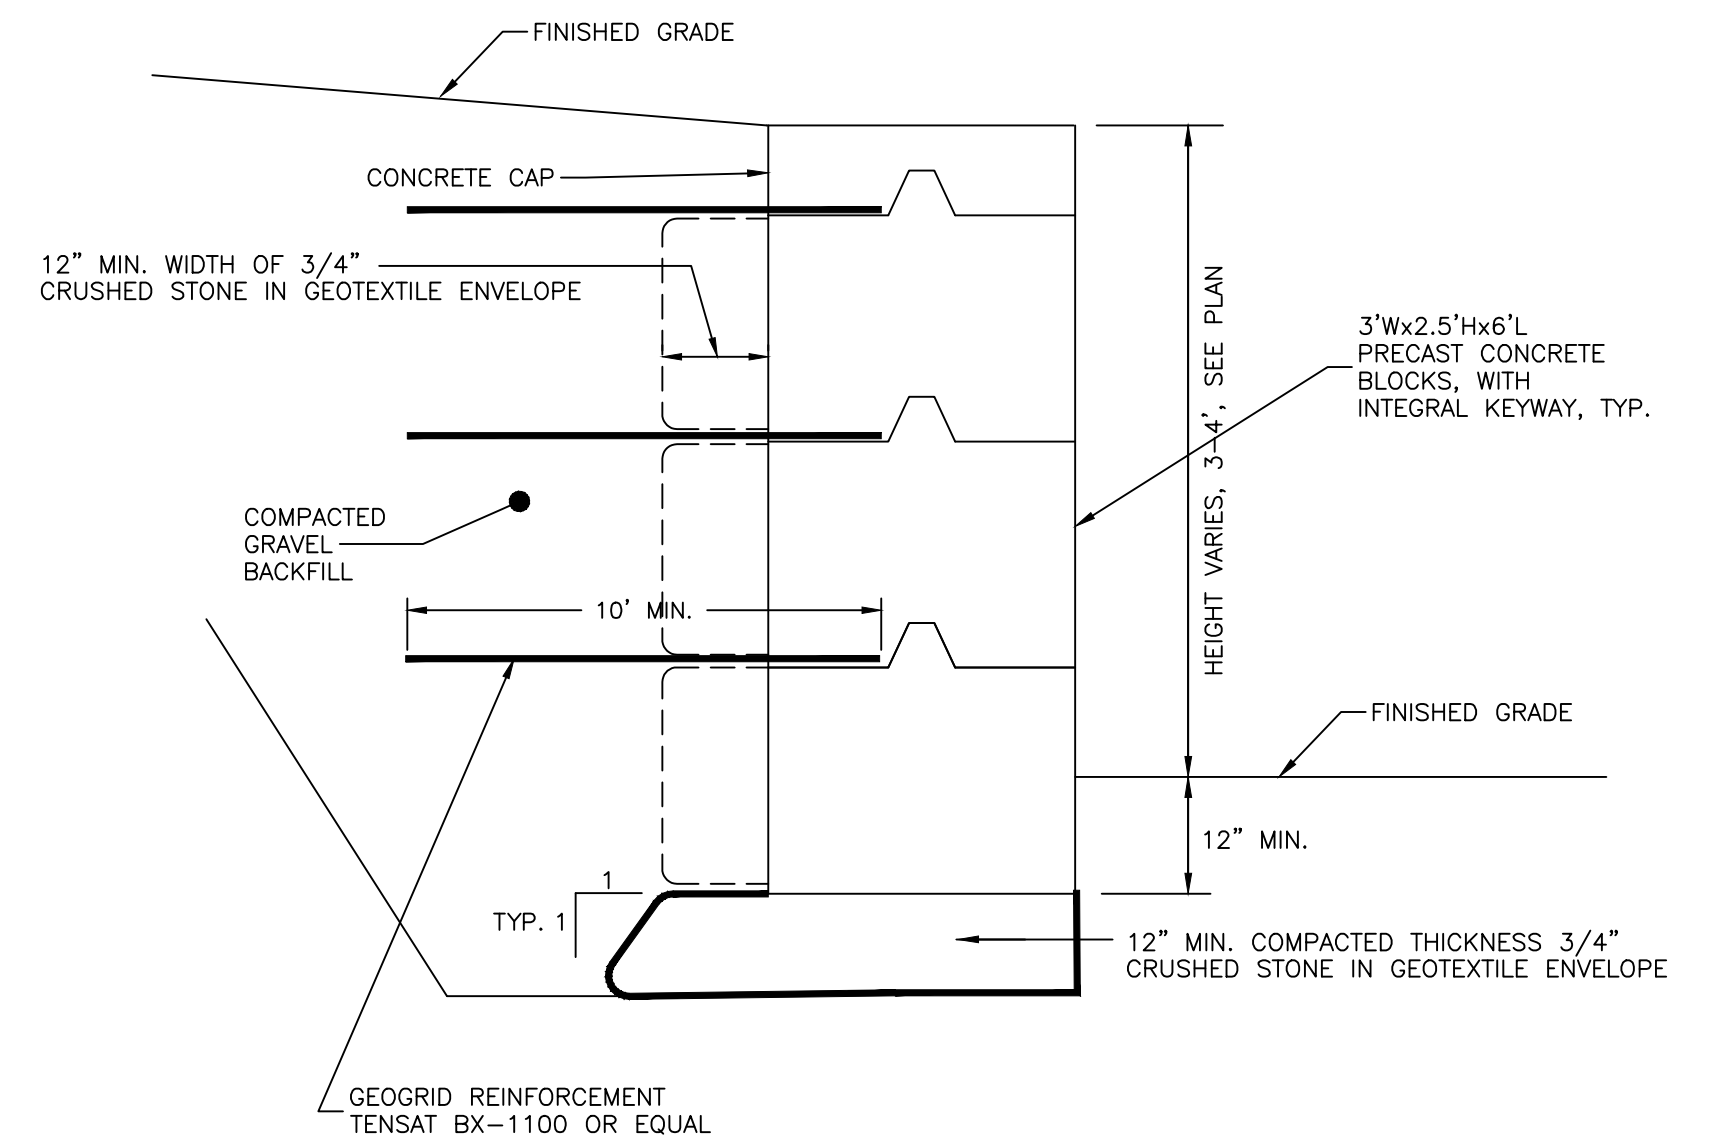 FINISHED GRADE
CONCRETE CAP
12” MIN. WIDTH OF 3/4”
CRUSHED STONE IN GEOTEXTILE ENVELOPE
HEIGHT VARIES, 3-4', SEE PLAN
3'Wx2.5'Hx6'L
PRECAST CONCRETE
BLOCKS, WITH
INTEGRAL KEYWAY, TYP.
COMPACTED
GRAVEL
BACKFILL
10' MIN.
FINISHED GRADE
12” MIN.
1
TYP. 1
12” MIN. COMPACTED THICKNESS 3/4”
CRUSHED STONE IN GEOTEXTILE ENVELOPE
GEOGRID REINFORCEMENT
TENSAT BX-1100 OR EQUAL